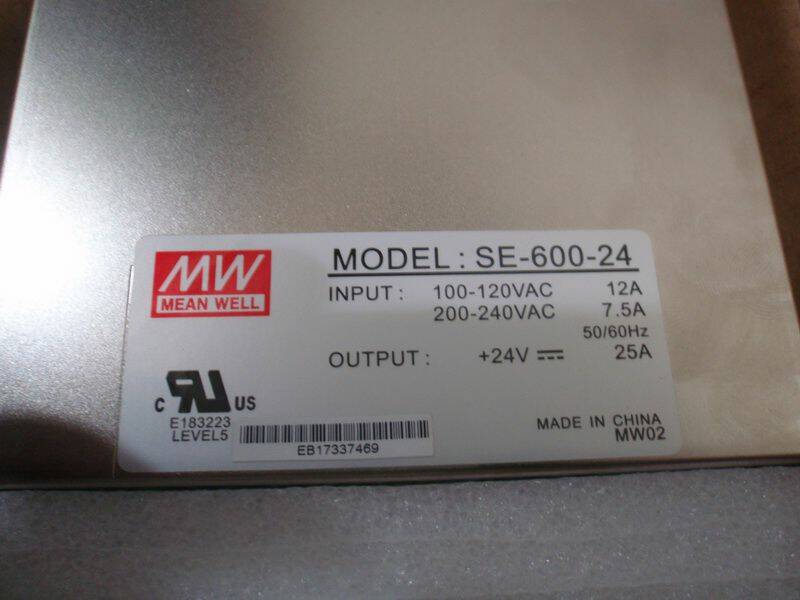 MW
MEAN WELL
MODEL : SE-600-24
INPUT : 100-120VAC 12A
200-240VAC 7.5A
50/60Hz
OUTPUT : +24V 25A
C RU US
E183223
LEVEL5
EB17337469
MADE IN CHINA
MW02